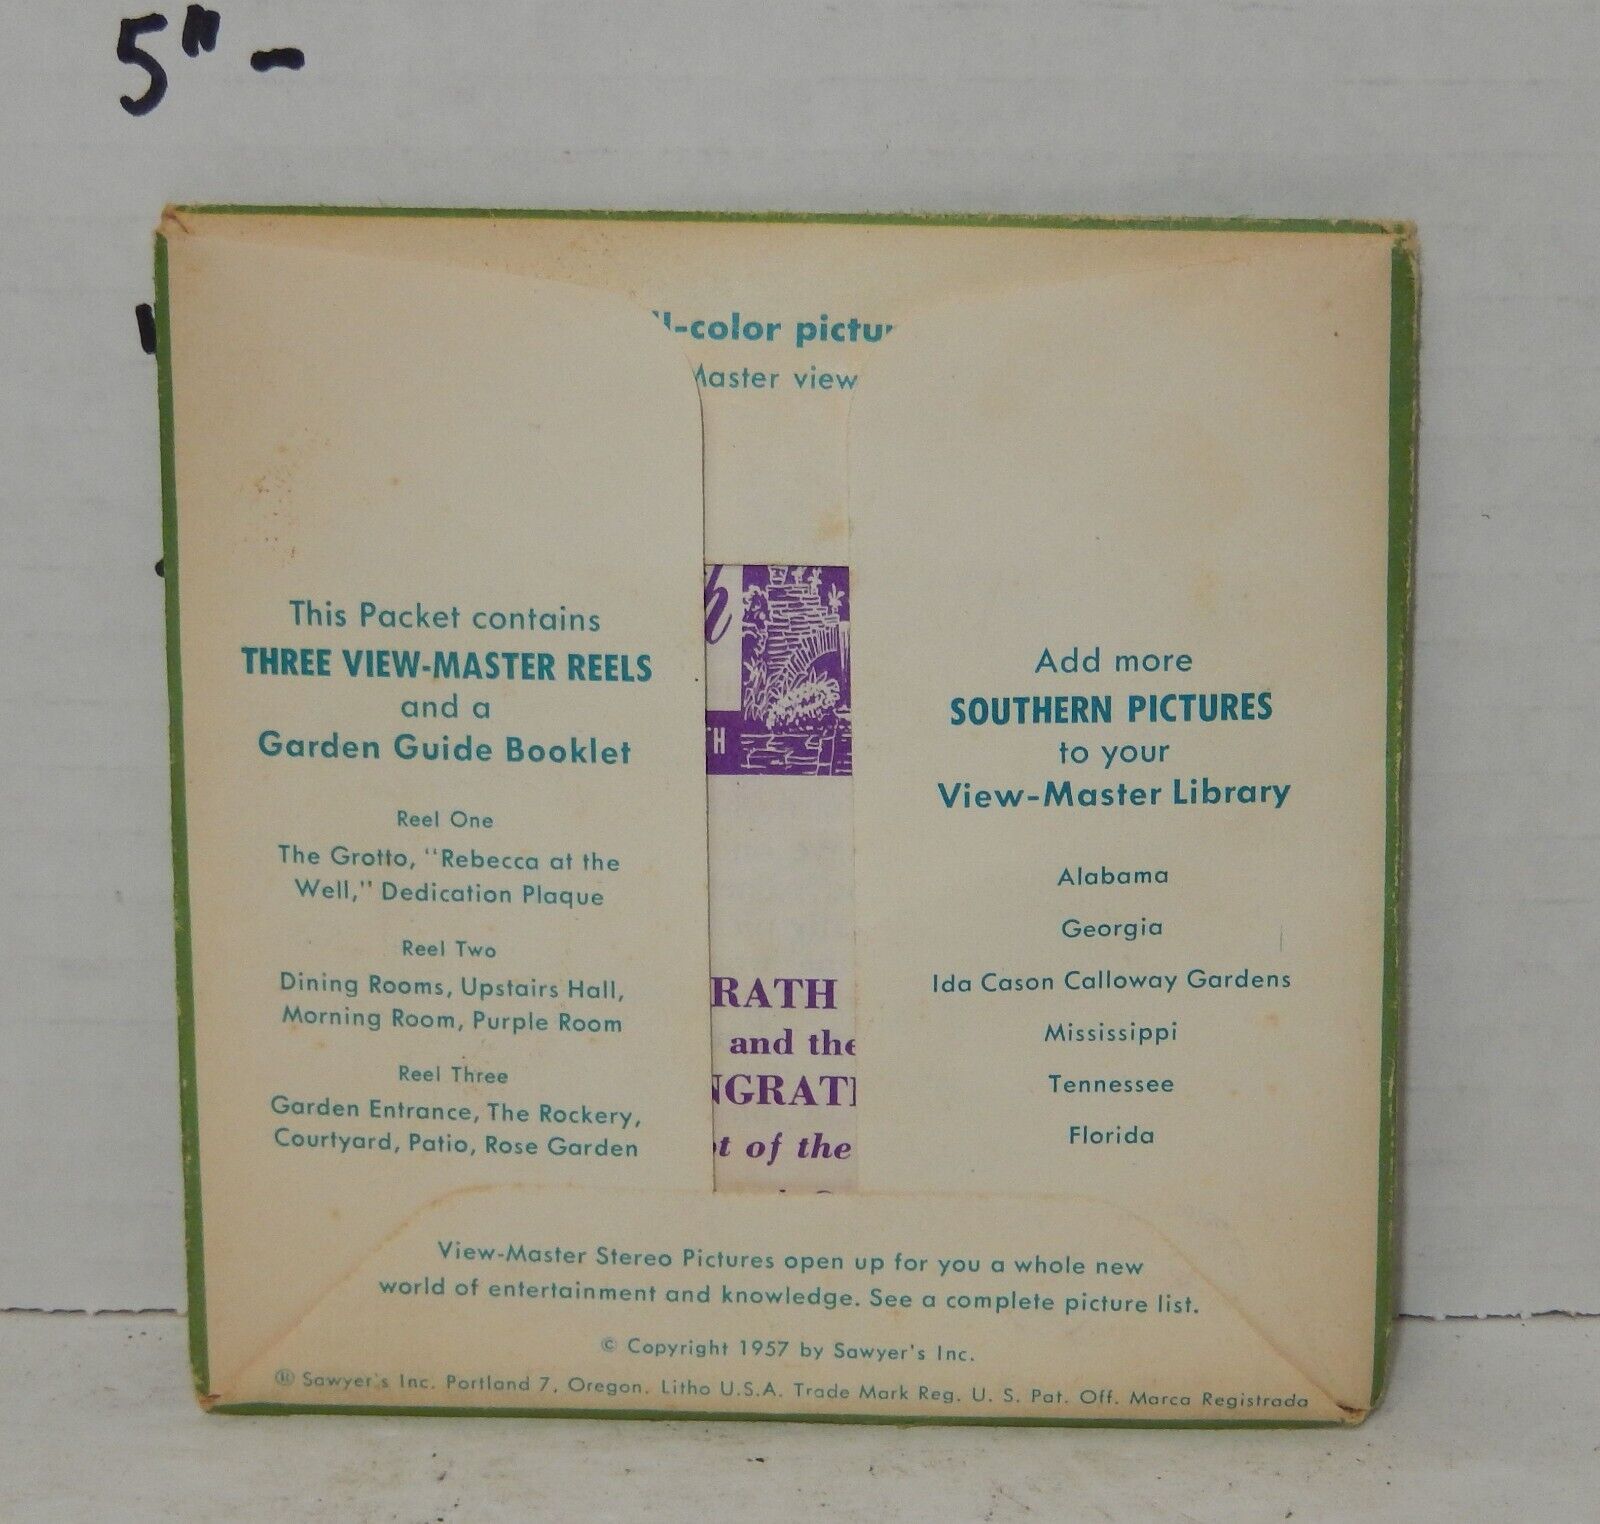 5" -
-color
Master view
This Packet contains
THREE VIEW-MASTER REELS
and a
Garden Guide Booklet
Reel One
The Grotto, "Rebecca at the
Well," Dedication Plaque
Reel Two
Dining Rooms, Upstairs Hall,
Morning Room, Purple Room
Reel Three
Garden Entrance, The Rockery,
Courtyard, Patio, Rose Garden
h
TH
RATH
and the
NGRATH
of the
Add more
SOUTHERN PICTURES
to your
View-Master Library
Alabama
Georgia
Ida Cason Calloway Gardens
Mississippi
Tennessee
Florida
View-Master Stereo Pictures open up for you a whole new
world of entertainment and knowledge. See a complete picture list.
© Copyright 1957 by Sawyer's Inc.
® Sawyer's Inc. Portland 7, Oregon. Litho U.S.A. Trade Mark Reg. U. S. Pat. Off. Marca Registrada